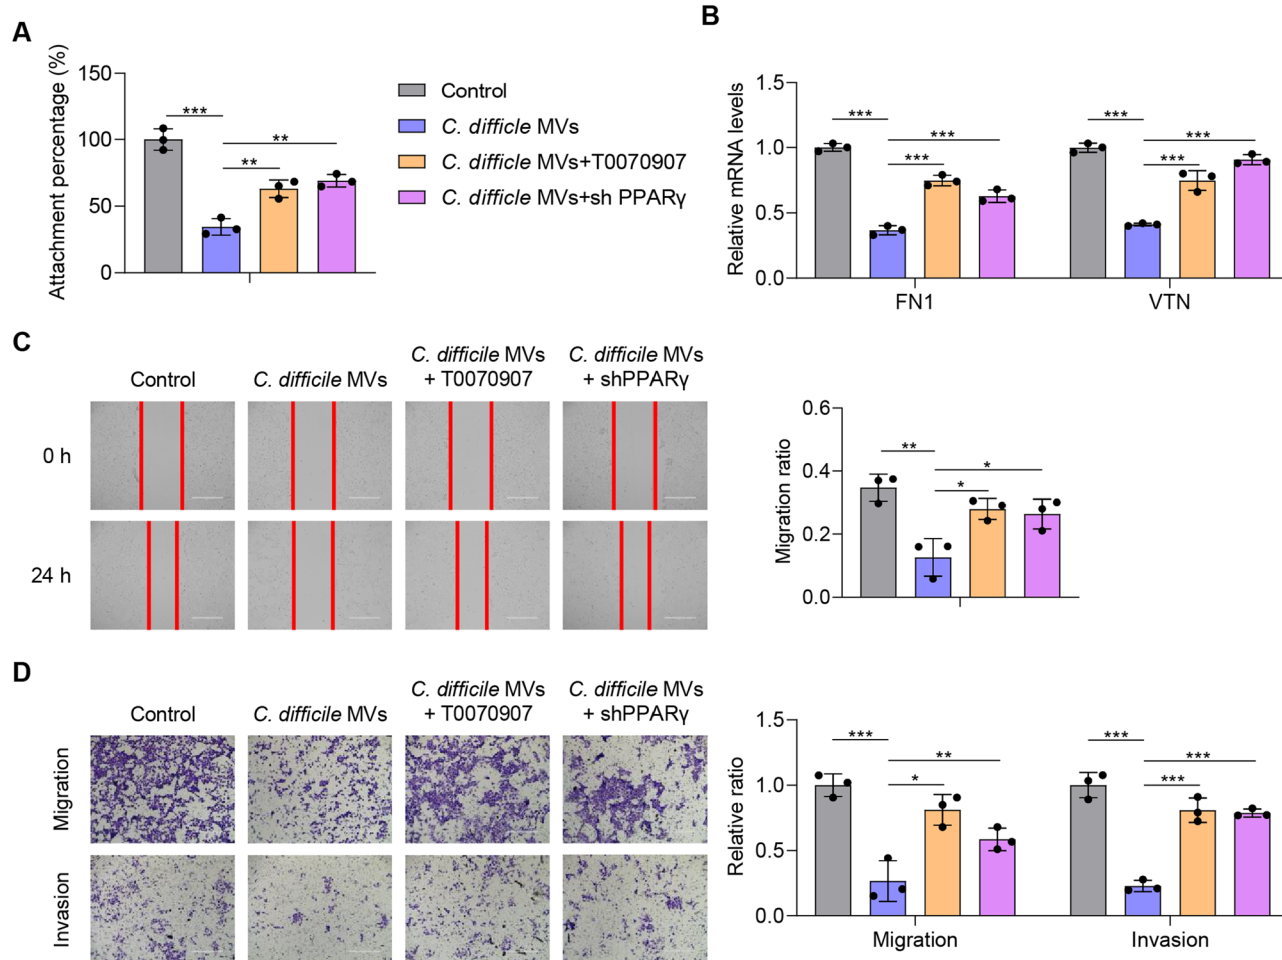 A
Attachment percentage (%)
150
100
50
0
***
**
**
Control
C. difficle MVs
C. difficle MVs+T0070907
C. difficle MVs+sh PPARγ
B
Relative mRNA levels
1.5
1.0
0.5
0.0
***
***
***
***
***
***
FN1
VTN
C
Control
C. difficile MVs
C. difficile MVs
+ T0070907
C. difficile MVs
+ shPPARγ
0 h
24 h
Migration ratio
0.6
0.4
0.2
0.0
**
*
*
D
Control
C. difficile MVs
C. difficile MVs
+ T0070907
C. difficile MVs
+ shPPARγ
Migration
Invasion
Relative ratio
1.5
1.0
0.5
0.0
***
**
*
***
***
***
Migration
Invasion